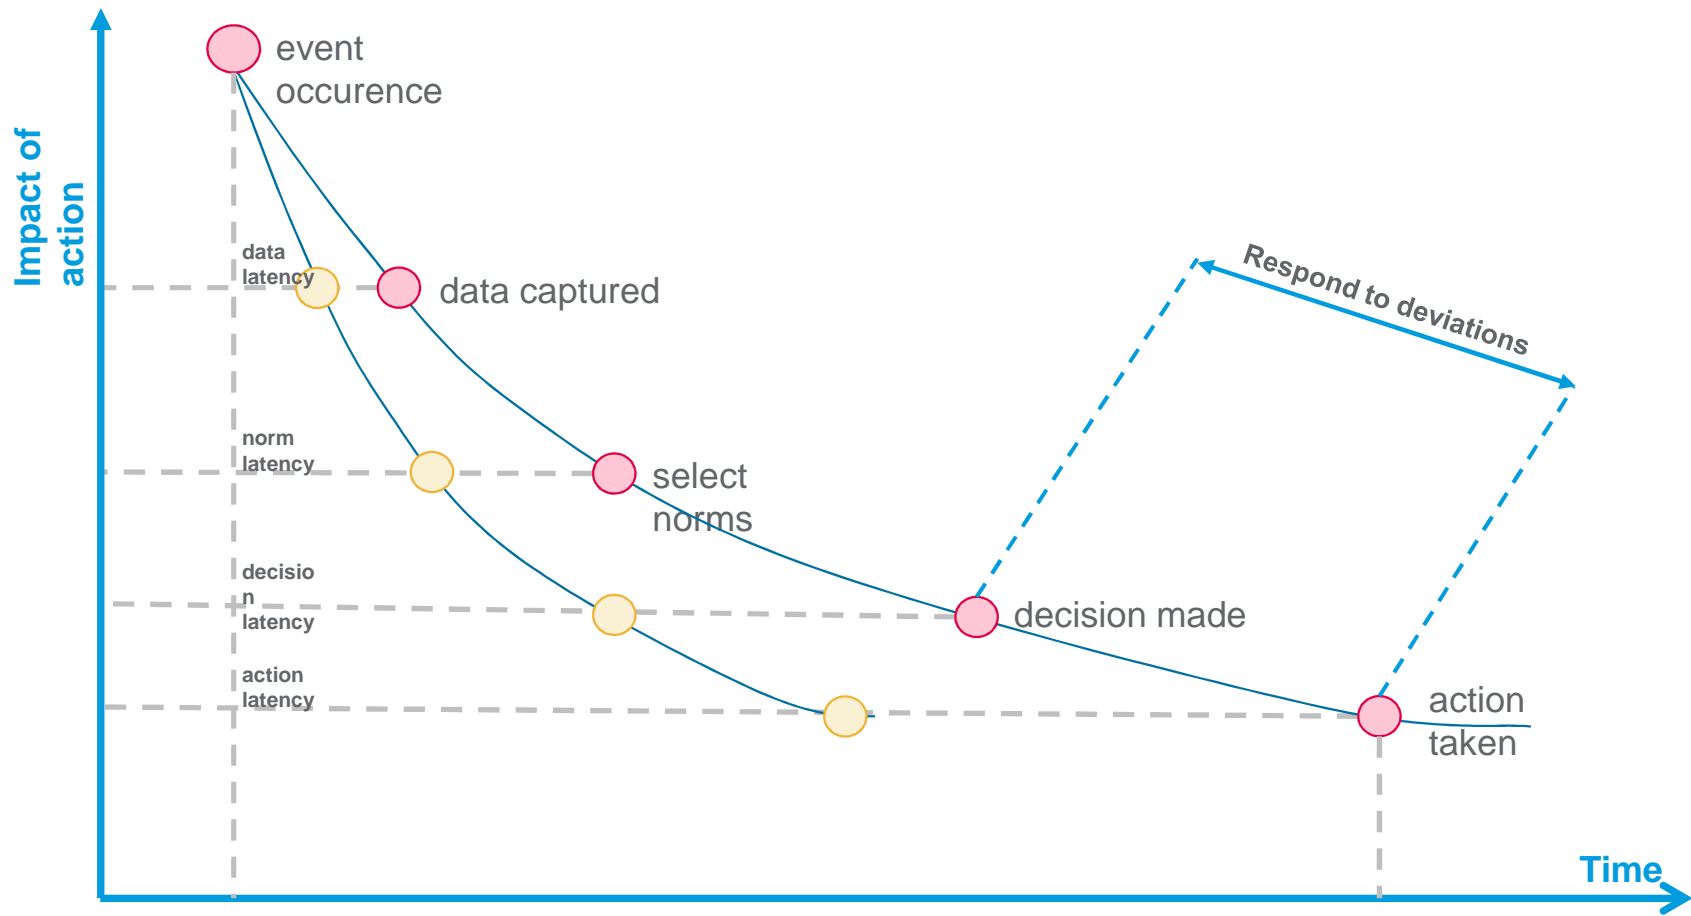 event
occurence
Impact of
action
data
latency
data captured
Respond to deviations
norm
latency
select
norms
decisio
n
latency
decision made
action
latency
action
taken
Time